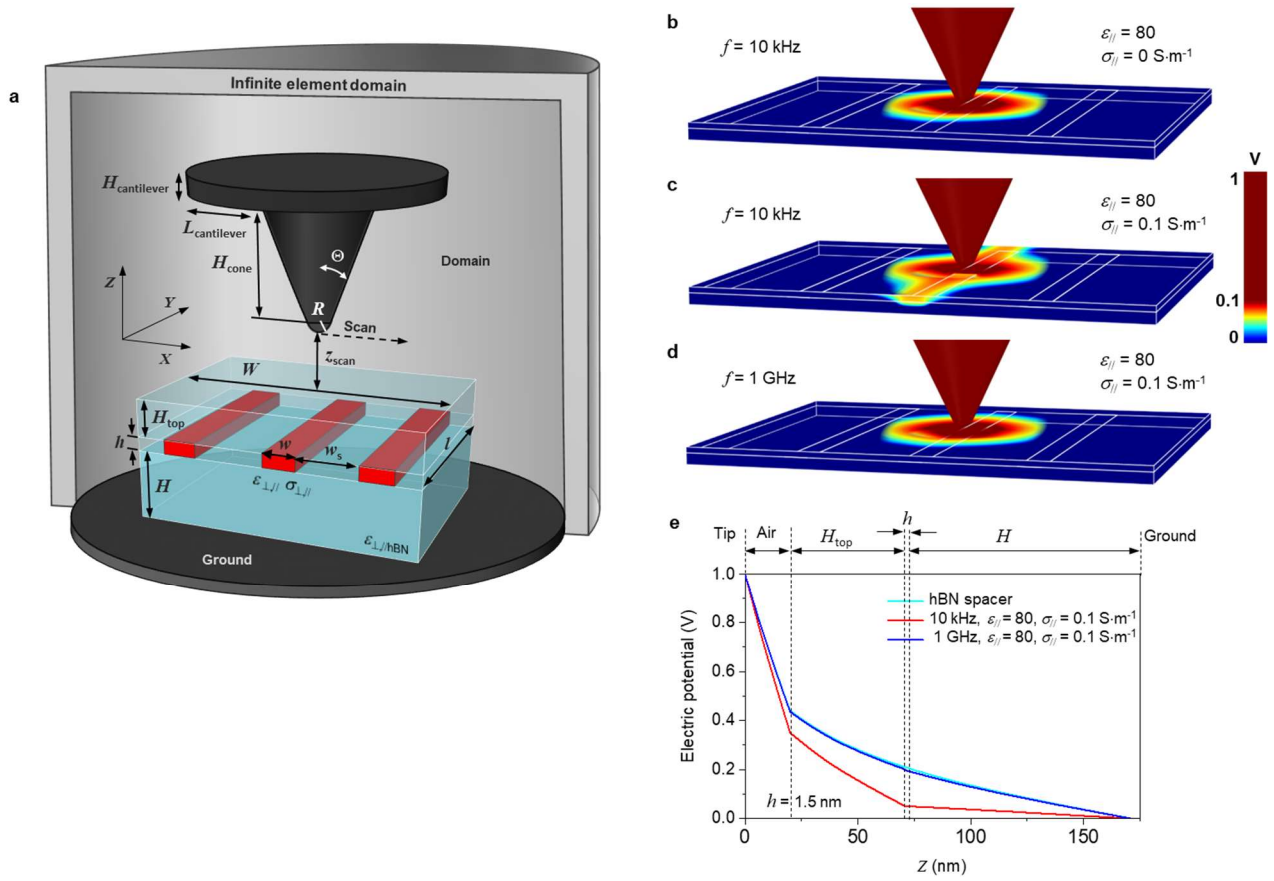 a
Infinite element domain
H_cantilever
L_cantilever
H_cone
Θ
Domain
Z
Y
X
R
Scan
z_scan
W
H_top
h
w
w_s
l
H
ε⊥,// σ⊥,//
ε⊥,//hBN
Ground
b
f = 10 kHz
ε// = 80
σ// = 0 S·m⁻¹
c
f = 10 kHz
ε// = 80
σ// = 0.1 S·m⁻¹
d
f = 1 GHz
ε// = 80
σ// = 0.1 S·m⁻¹
V
1
0.1
0
e
Tip
Air
H_top
h
H
Ground
hBN spacer
10 kHz, ε// = 80, σ// = 0.1 S·m⁻¹
1 GHz, ε// = 80, σ// = 0.1 S·m⁻¹
h = 1.5 nm
Electric potential (V)
1.0
0.8
0.6
0.4
0.2
0.0
0 50 100 150
Z (nm)